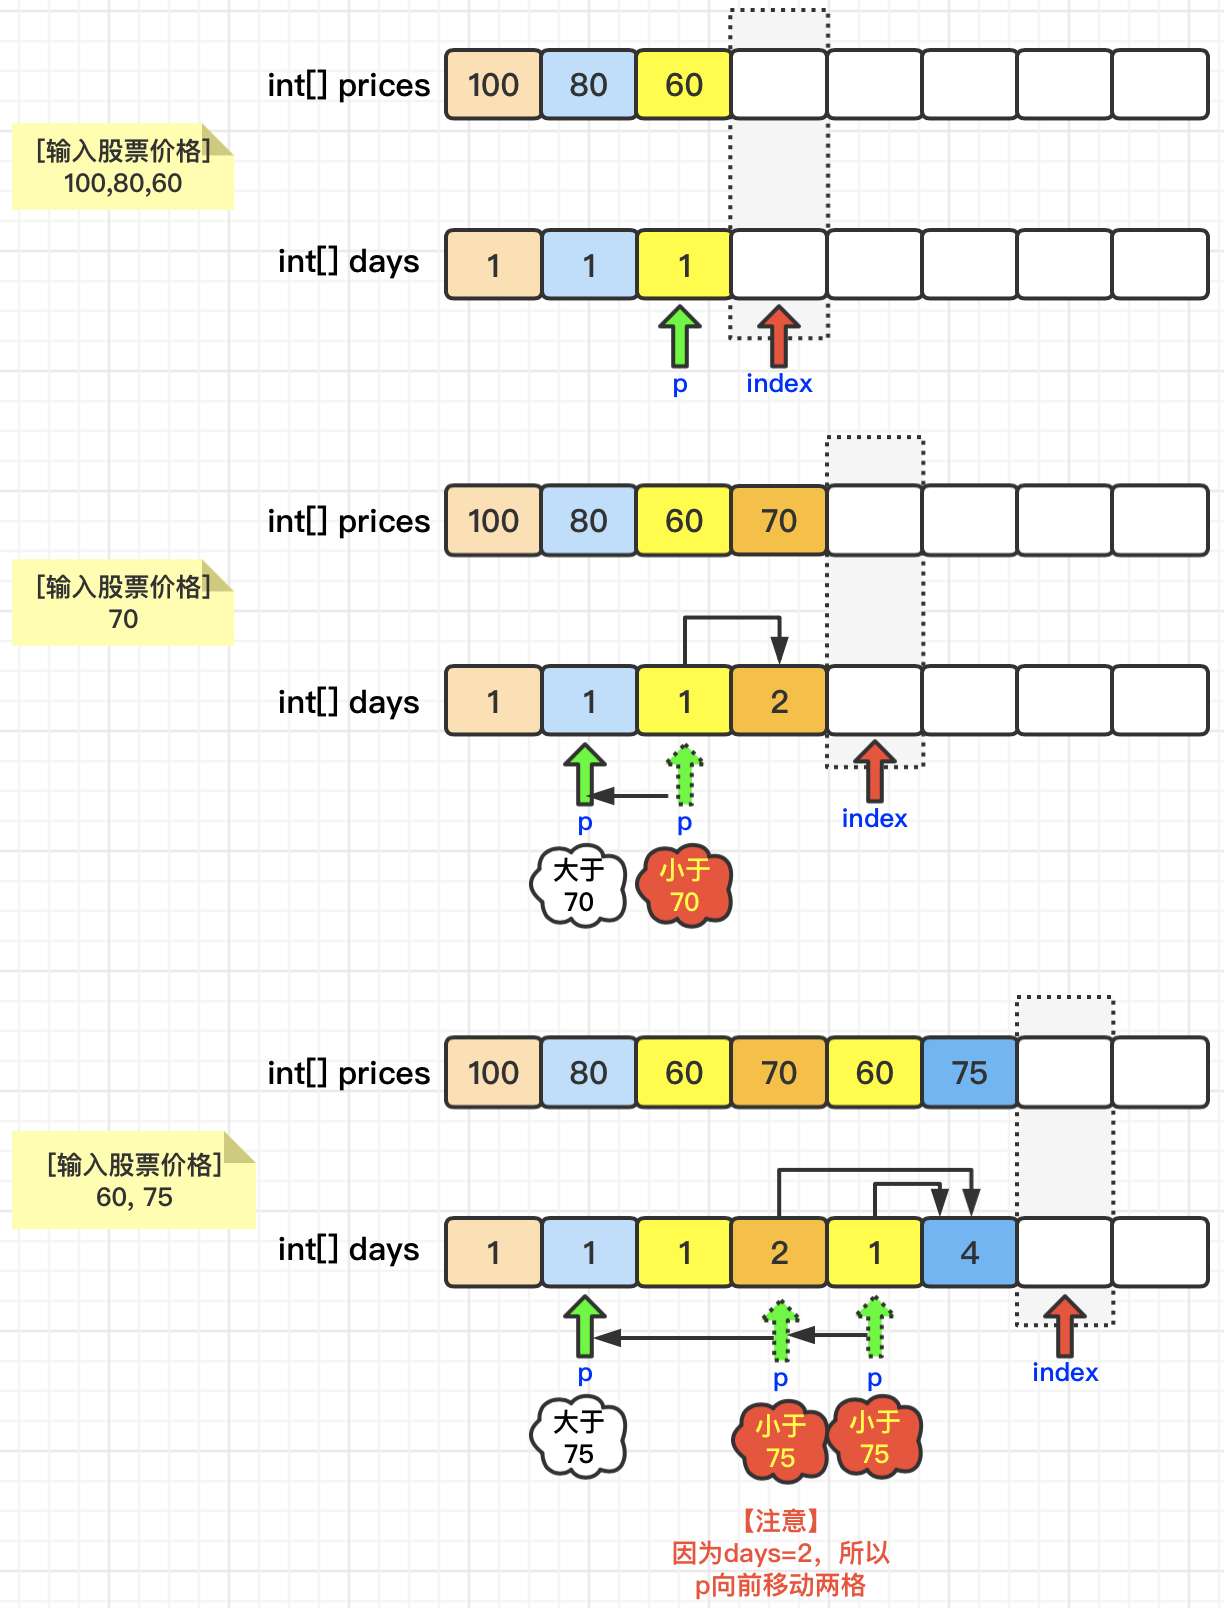 int[] prices 100 80 60
[输入股票价格]
100,80,60
int[] days 1 1 1
p index
int[] prices 100 80 60 70
[输入股票价格]
70
int[] days 1 1 1 2
p p index
大于 小于
70 70
int[] prices 100 80 60 70 60 75
[输入股票价格]
60, 75
int[] days 1 1 1 2 1 4
p p p index
大于 小于 小于
75 75 75
【注意】
因为days=2，所以
p向前移动两格